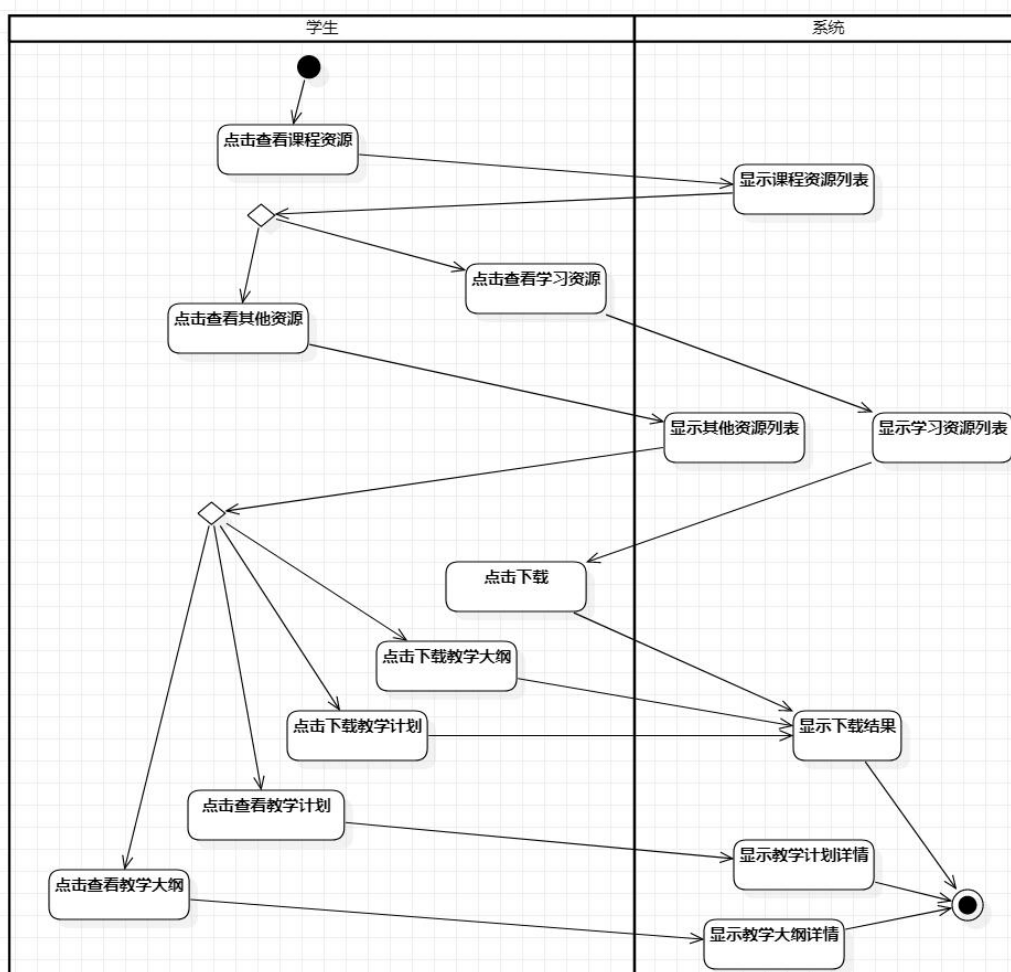 学生
系统
点击查看课程资源
显示课程资源列表
点击查看学习资源
点击查看其他资源
显示其他资源列表
显示学习资源列表
点击下载
点击下载教学大纲
点击下载教学计划
显示下载结果
点击查看教学计划
显示教学计划详情
点击查看教学大纲
显示教学大纲详情